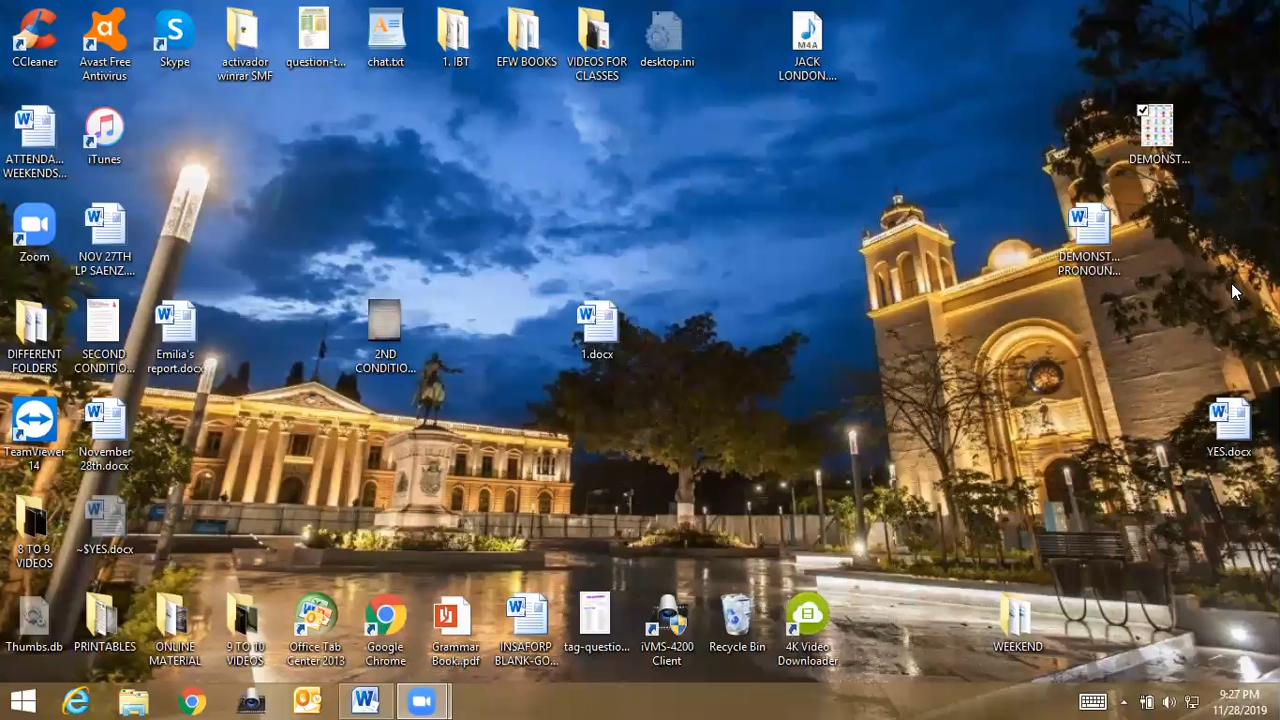 CCleaner
Avast Free
Antivirus
Skype
activador
winrar SMF
question-t...
chat.txt
1. IBT
EFW BOOKS
VIDEOS FOR
CLASSES
desktop.ini
M4A
JACK
LONDON....
ATTENDA...
WEEKENDS...
iTunes
DEMONST...
Zoom
NOV 27TH
LP SAENZ....
DEMONST...
PRONOUN...
DIFFERENT
FOLDERS
SECOND
CONDITIO...
Emilia's
report.docx
2ND
CONDITIO...
1.docx
TeamViewer
14
November
28th.docx
YES.docx
8 TO 9
VIDEOS
~$YES.docx
Thumbs.db
PRINTABLES
ONLINE
MATERIAL
9 TO 10
VIDEOS
Office Tab
Center 2013
Google
Chrome
Grammar
Book..pdf
INSAFORP
BLANK-GO...
tag-questio...
iVMS-4200
Client
Recycle Bin
4K Video
Downloader
WEEKEND
9:27 PM
11/28/2019